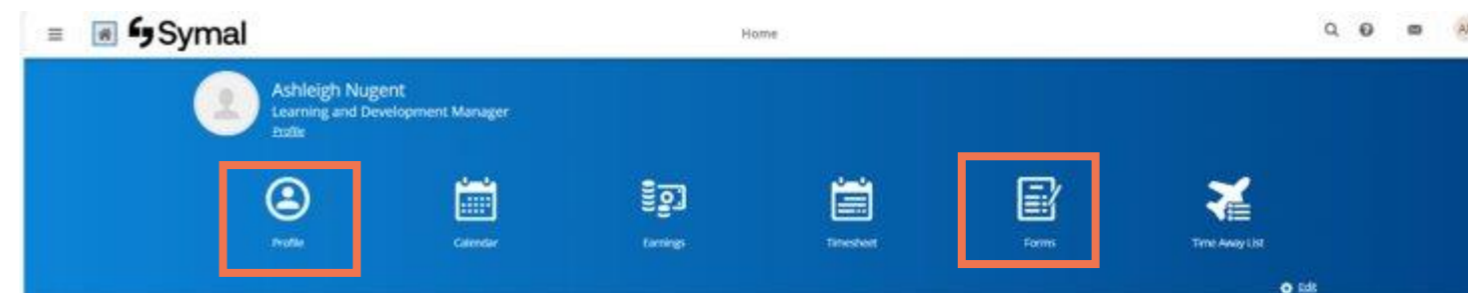 Symal
Home
Ashleigh Nugent
Learning and Development Manager
Profile
Profile
Calendar
Earnings
Timesheet
Forms
Time Away List
Edit